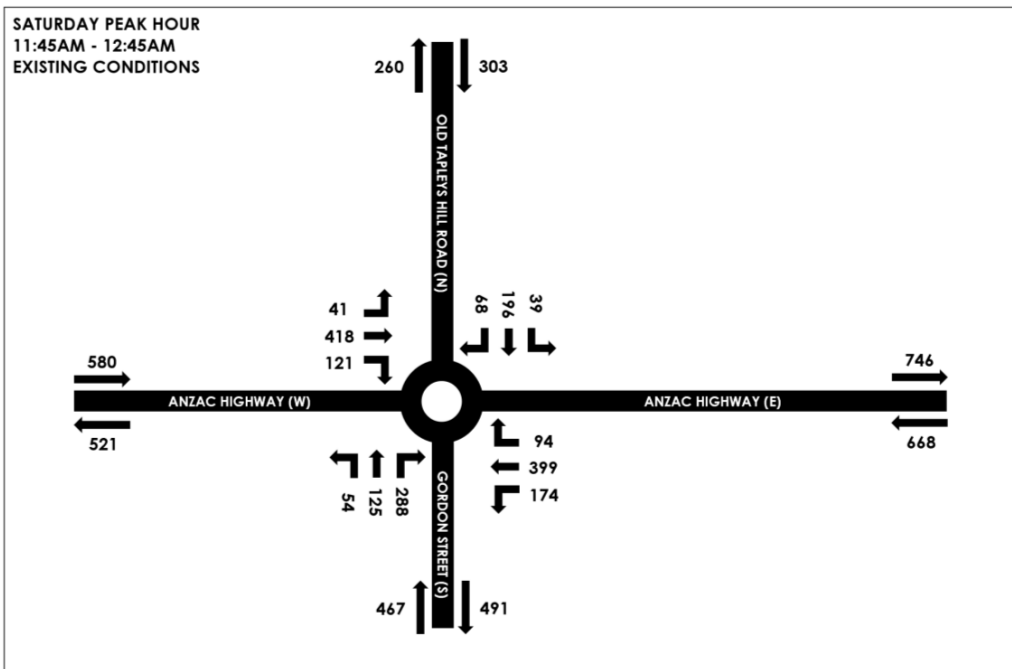 SATURDAY PEAK HOUR
11:45AM - 12:45AM
EXISTING CONDITIONS
260
303
OLD TAPLEYS HILL ROAD (N)
41
418
121
68
196
39
580
746
ANZAC HIGHWAY (W)
ANZAC HIGHWAY (E)
521
668
94
399
174
54
125
288
GORDON STREET (S)
467
491